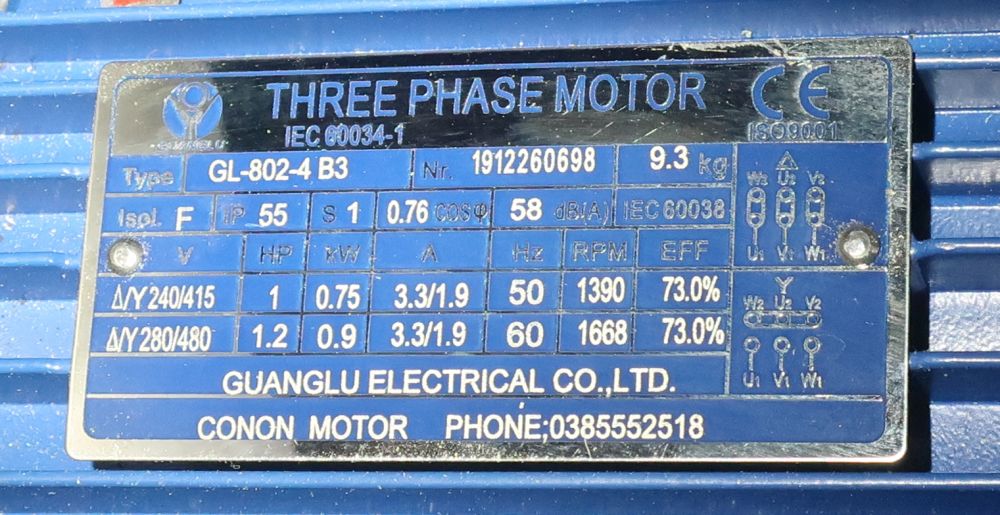 THREE PHASE MOTOR CE
IEC 60034-1 ISO9001
GUANGLU
Type GL-802-4 B3 Nr. 1912260698 9.3 kg
Isol. F IP 55 S 1 0.76 COSφ 58 dB(A) IEC 60038
V HP kW A Hz RPM EFF
Δ/Y 240/415 1 0.75 3.3/1.9 50 1390 73.0%
Δ/Y 280/480 1.2 0.9 3.3/1.9 60 1668 73.0%
Δ
W2 U2 V2
U1 V1 W1
Y
W2 U2 V2
U1 V1 W1
GUANGLU ELECTRICAL CO.,LTD.
CONON MOTOR PHONE;0385552518